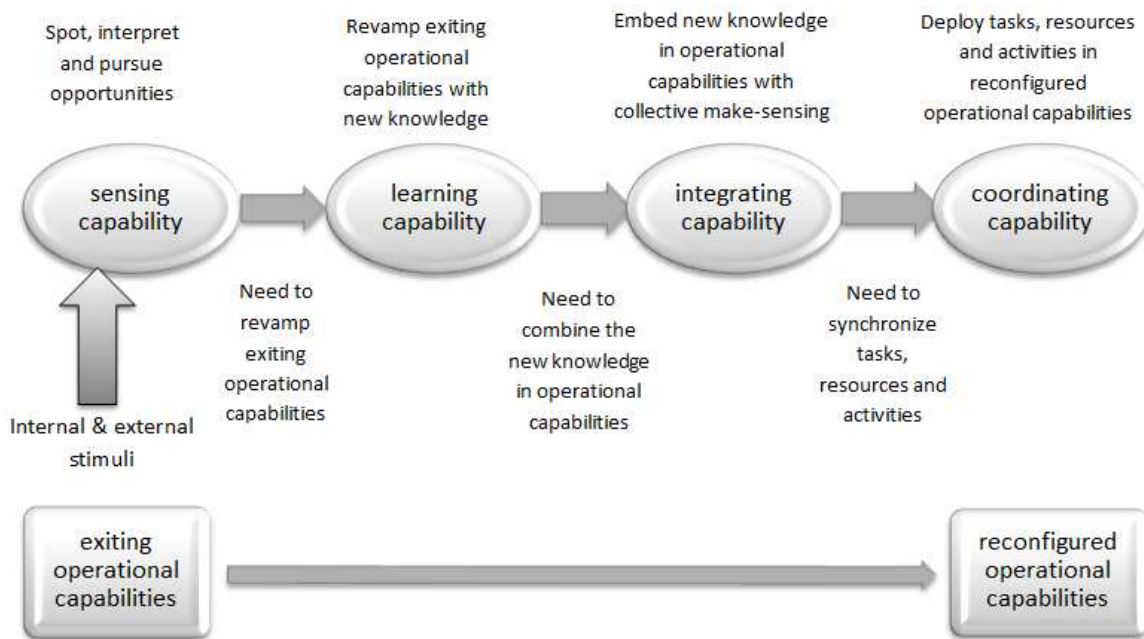 Spot, interpret
and pursue
opportunities
Revamp exiting
operational
capabilities with
new knowledge
Embed new knowledge
in operational
capabilities with
collective make-sensing
Deploy tasks, resources
and activities in
reconfigured
operational capabilities
sensing
capability
learning
capability
integrating
capability
coordinating
capability
Need to
revamp
exiting
operational
capabilities
Need to
combine the
new knowledge
in operational
capabilities
Need to
synchronize
tasks,
resources and
activities
Internal & external
stimuli
exiting
operational
capabilities
reconfigured
operational
capabilities